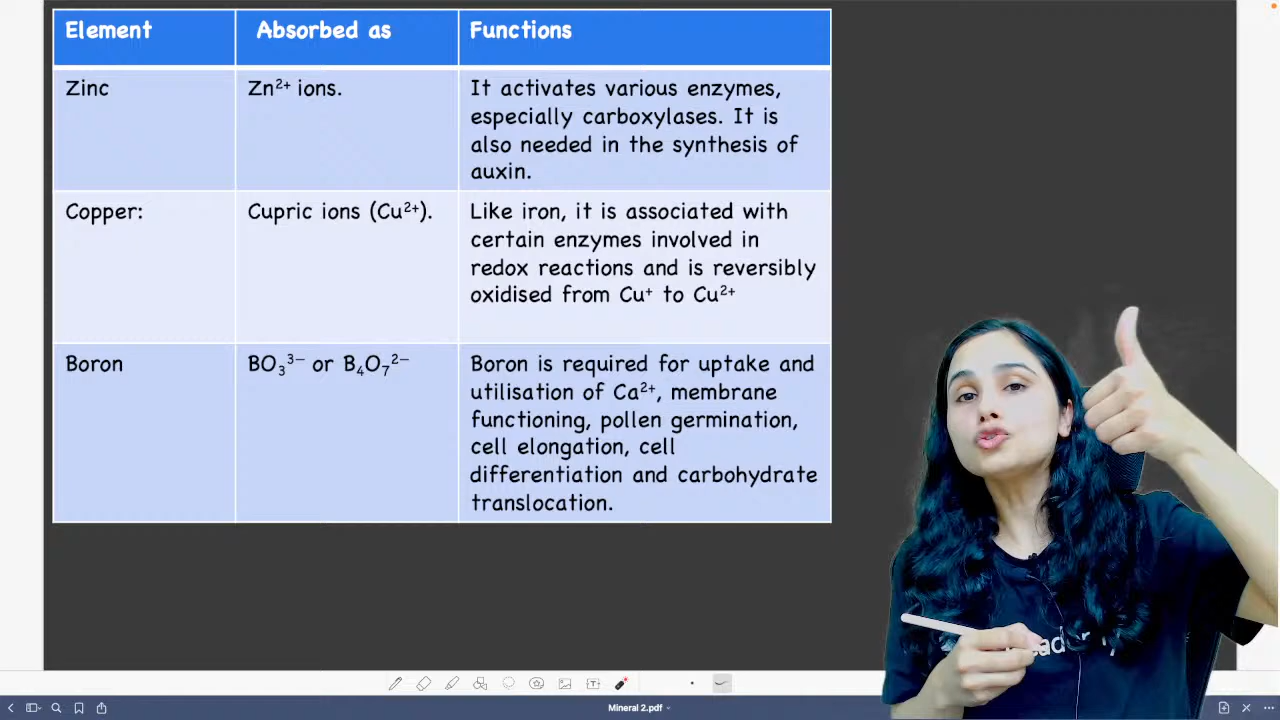 Element Absorbed as Functions
Zinc Zn²⁺ ions. It activates various enzymes,
especially carboxylases. It is
also needed in the synthesis of
auxin.
Copper: Cupric ions (Cu²⁺). Like iron, it is associated with
certain enzymes involved in
redox reactions and is reversibly
oxidised from Cu⁺ to Cu²⁺
Boron BO₃³⁻ or B₄O₇²⁻ Boron is required for uptake and
utilisation of Ca²⁺, membrane
functioning, pollen germination,
cell elongation, cell
differentiation and carbohydrate
translocation.
Mineral 2.pdf